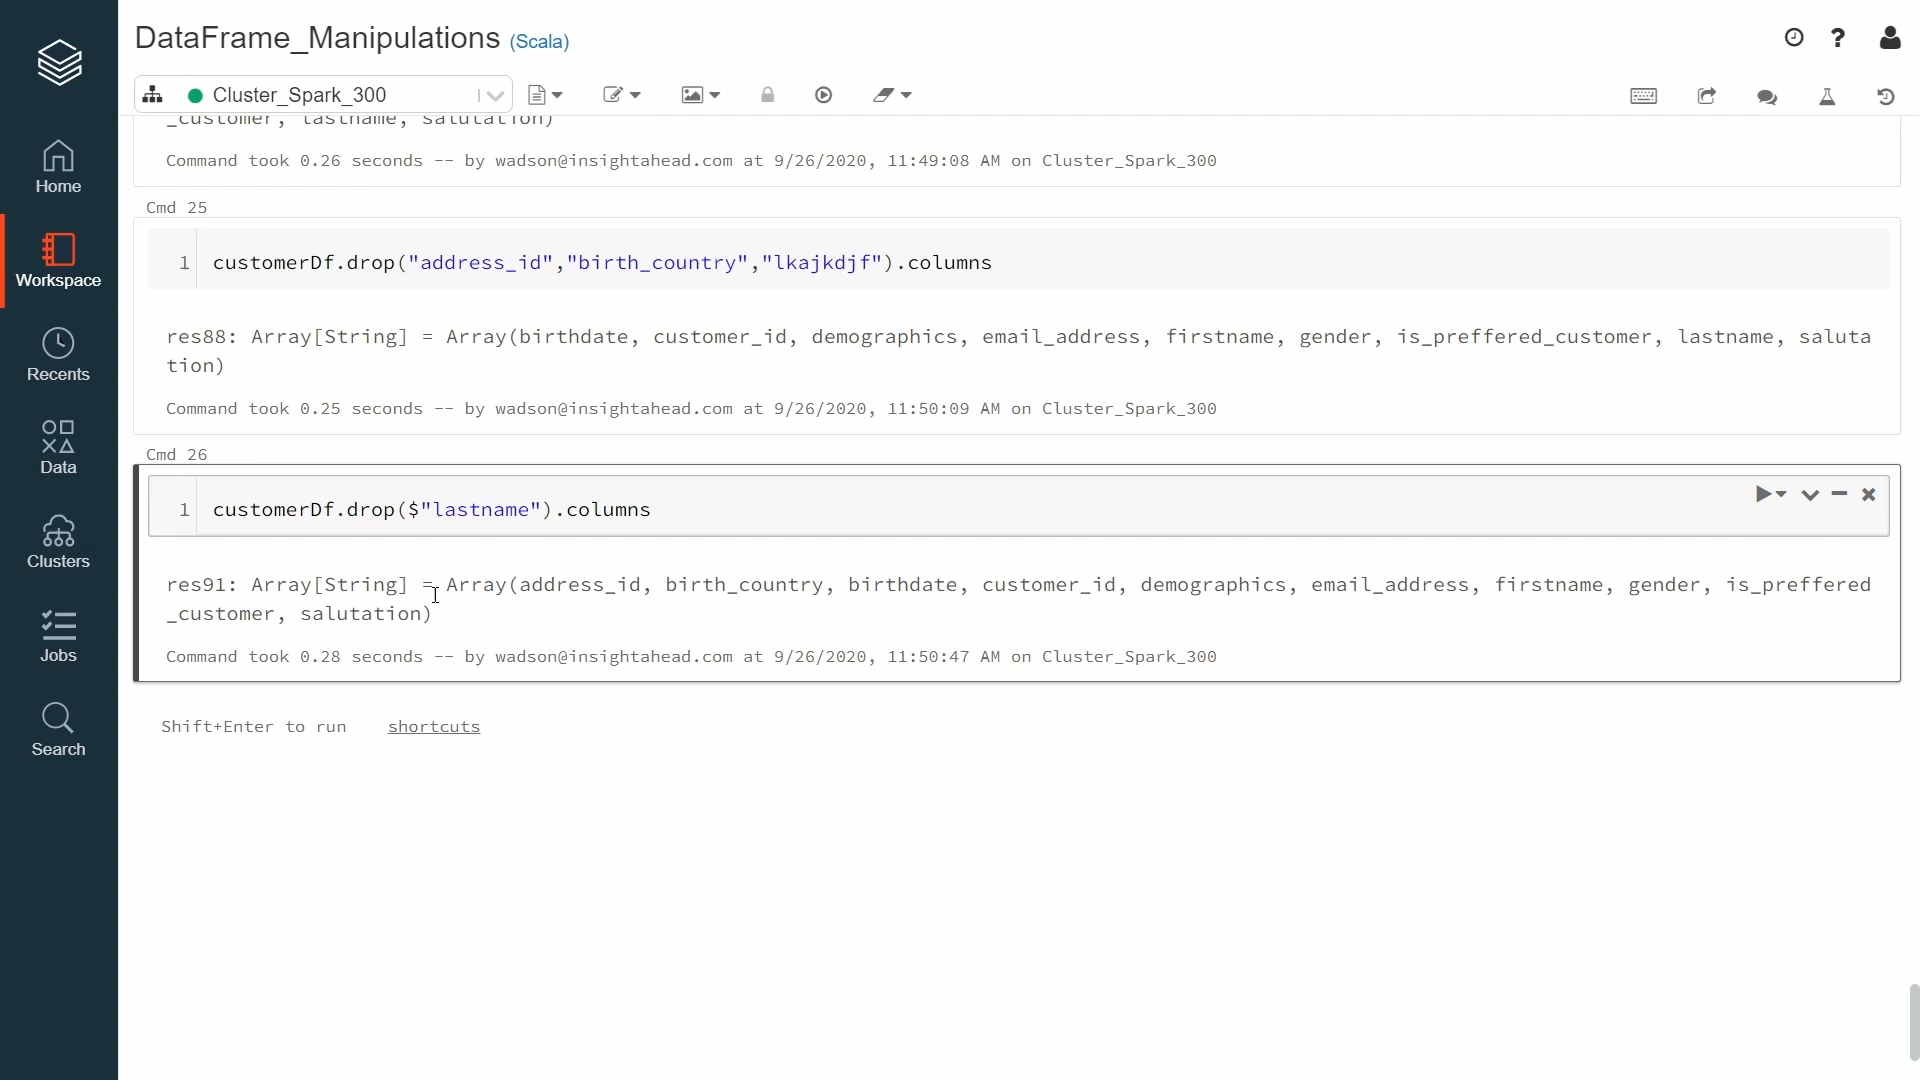 DataFrame_Manipulations (Scala)
Cluster_Spark_300
_customer, lastname, salutation)
Command took 0.26 seconds -- by wadson@insightahead.com at 9/26/2020, 11:49:08 AM on Cluster_Spark_300
Cmd 25
1 customerDf.drop("address_id","birth_country","lkajkdjf").columns
res88: Array[String] = Array(birthdate, customer_id, demographics, email_address, firstname, gender, is_preffered_customer, lastname, saluta
tion)
Command took 0.25 seconds -- by wadson@insightahead.com at 9/26/2020, 11:50:09 AM on Cluster_Spark_300
Cmd 26
1 customerDf.drop($"lastname").columns
res91: Array[String] = Array(address_id, birth_country, birthdate, customer_id, demographics, email_address, firstname, gender, is_preffered
_customer, salutation)
Command took 0.28 seconds -- by wadson@insightahead.com at 9/26/2020, 11:50:47 AM on Cluster_Spark_300
Shift+Enter to run shortcuts
Home
Workspace
Recents
Data
Clusters
Jobs
Search